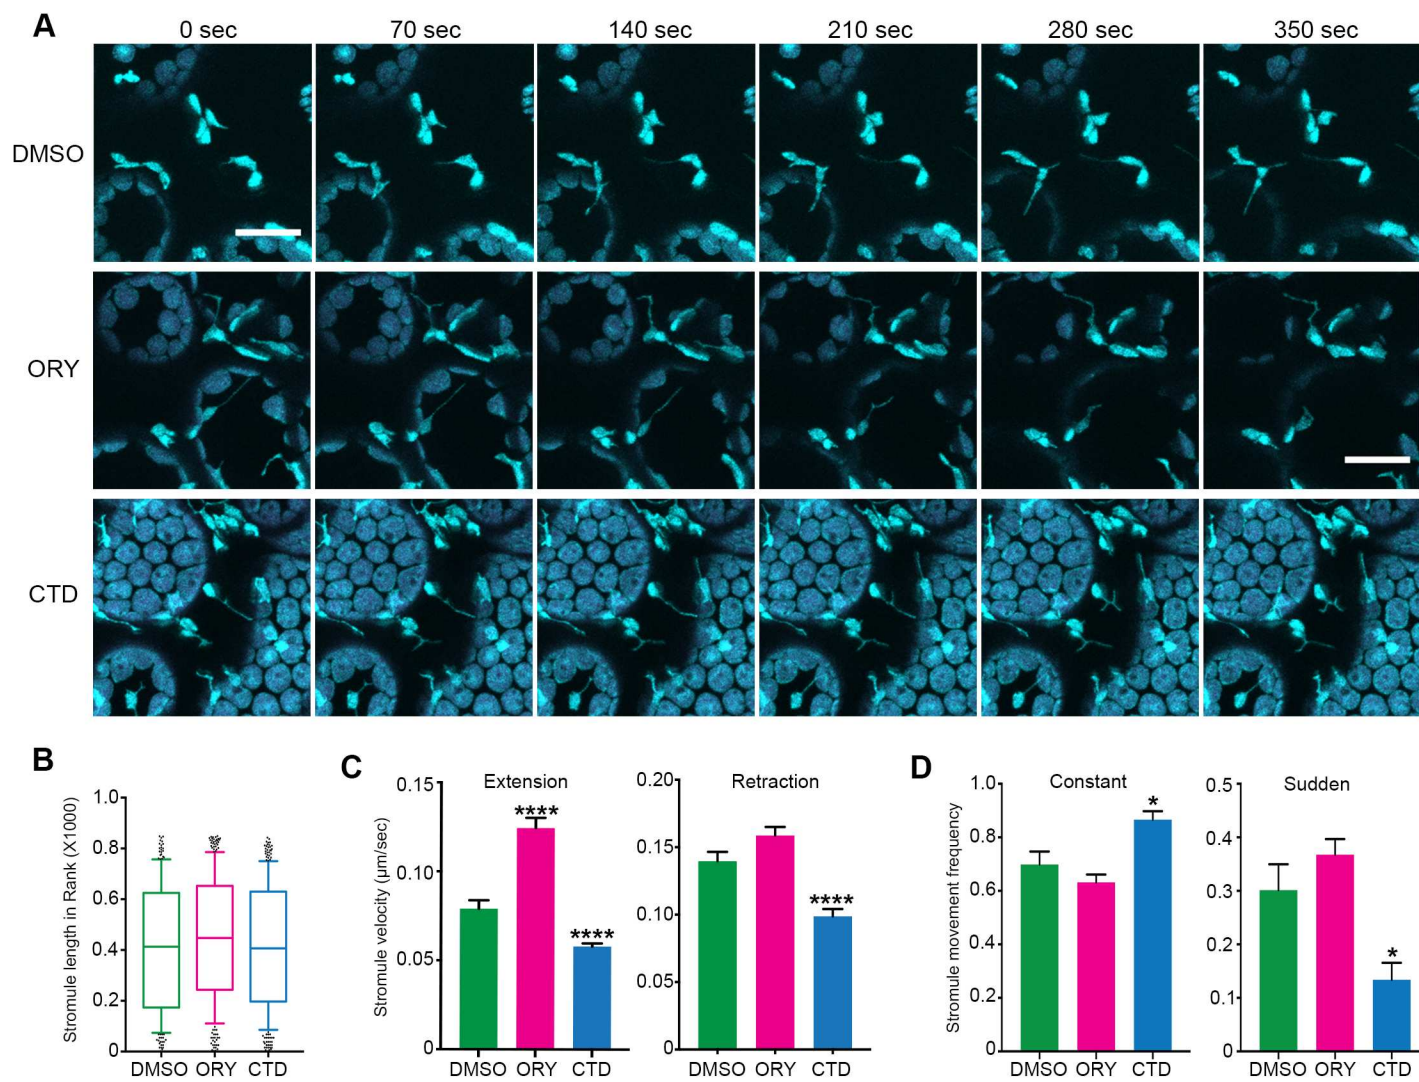 A
0 sec 70 sec 140 sec 210 sec 280 sec 350 sec
DMSO
ORY
CTD
B
Stromule length in Rank (X1000)
1.0
0.8
0.6
0.4
0.2
0
DMSO ORY CTD
C
Stromule velocity (µm/sec)
Extension
0.15
0.10
0.05
0
****
****
DMSO ORY CTD
Retraction
0.20
0.15
0.10
0.05
0
****
DMSO ORY CTD
D
Stromule movement frequency
Constant
1.0
0.8
0.6
0.4
0.2
0
*
DMSO ORY CTD
Sudden
0.5
0.4
0.3
0.2
0.1
0
*
DMSO ORY CTD